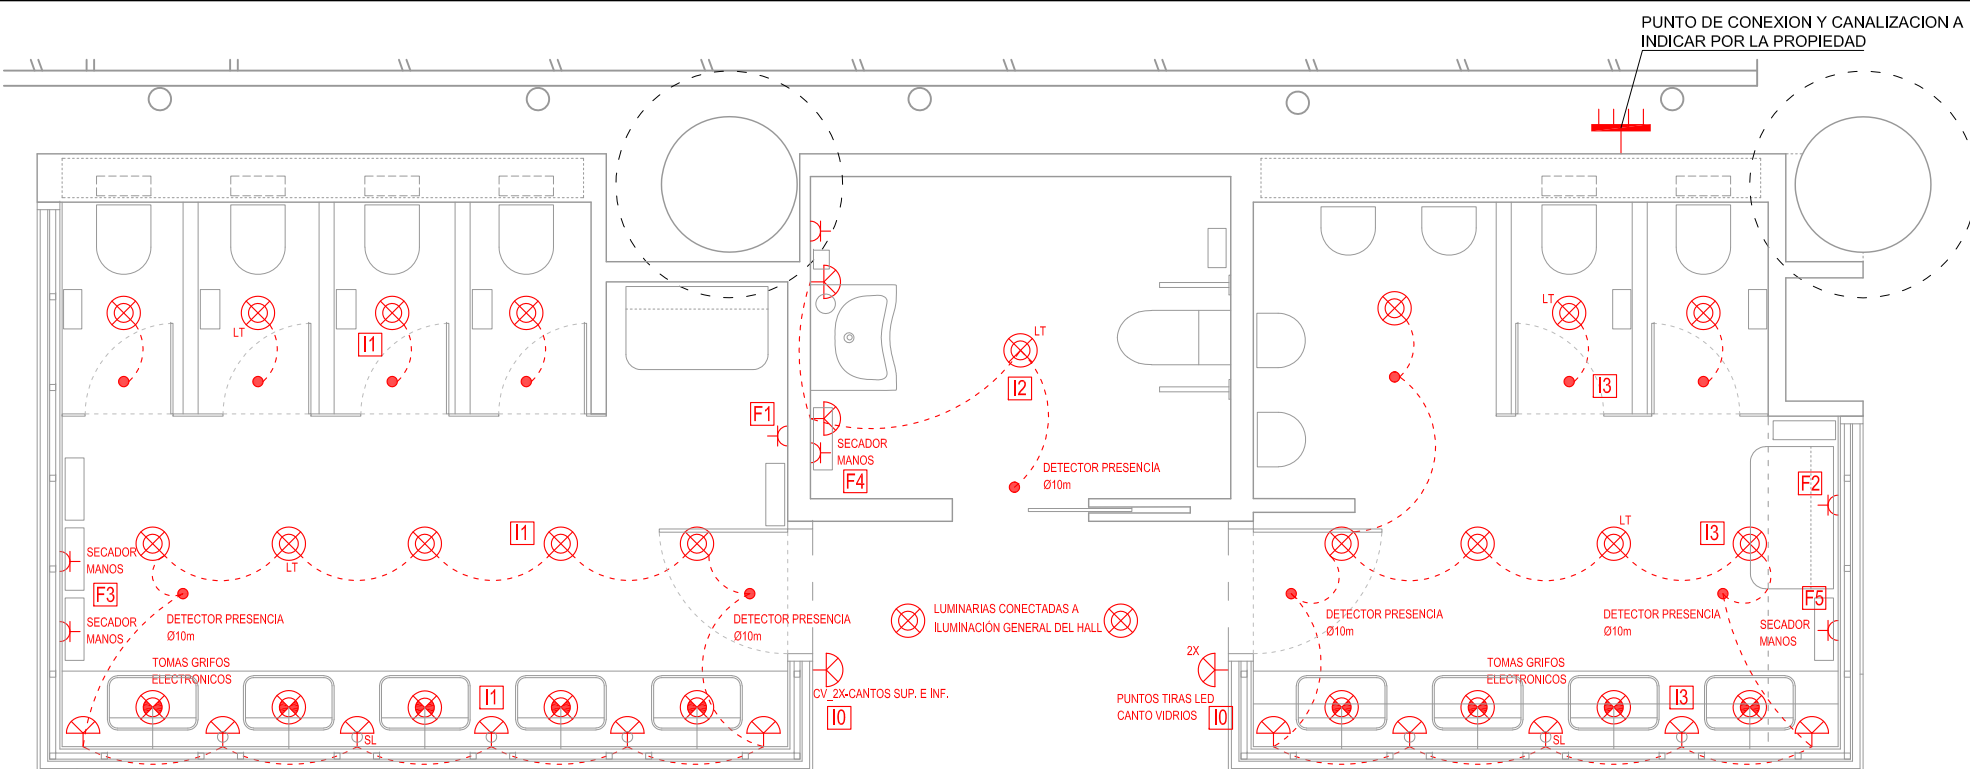 PUNTO DE CONEXION Y CANALIZACION A
INDICAR POR LA PROPIEDAD
LT
I1
LT
I2
LT
I3
F1
SECADOR
MANOS
F4
DETECTOR PRESENCIA
Ø10m
F2
I1
LT
LT
I3
SECADOR
MANOS
F3
SECADOR
MANOS
DETECTOR PRESENCIA
Ø10m
DETECTOR PRESENCIA
Ø10m
LUMINARIAS CONECTADAS A
ILUMINACIÓN GENERAL DEL HALL
DETECTOR PRESENCIA
Ø10m
DETECTOR PRESENCIA
Ø10m
F5
SECADOR
MANOS
TOMAS GRIFOS
ELECTRONICOS
I1
SL
CV_2X-CANTOS SUP. E INF.
I0
2X
PUNTOS TIRAS LED
CANTO VIDRIOS
I0
TOMAS GRIFOS
ELECTRONICOS
I3
SL